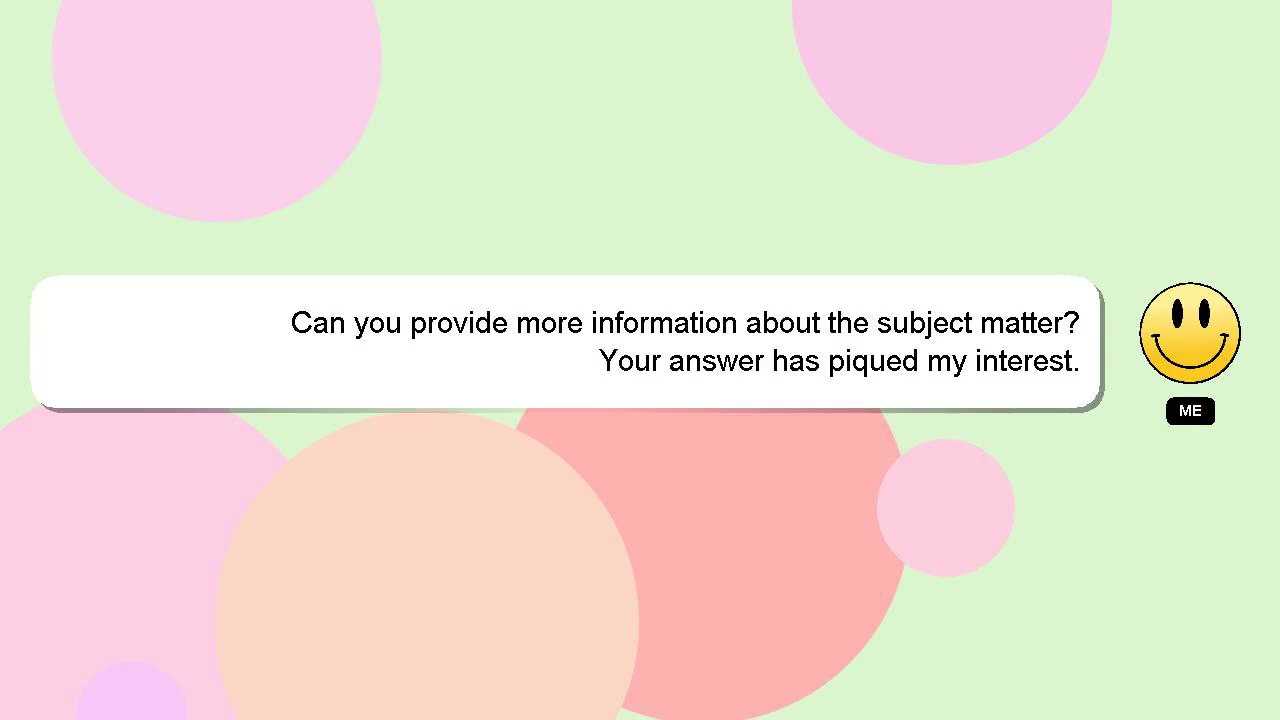 Can you provide more information about the subject matter?
Your answer has piqued my interest.
ME